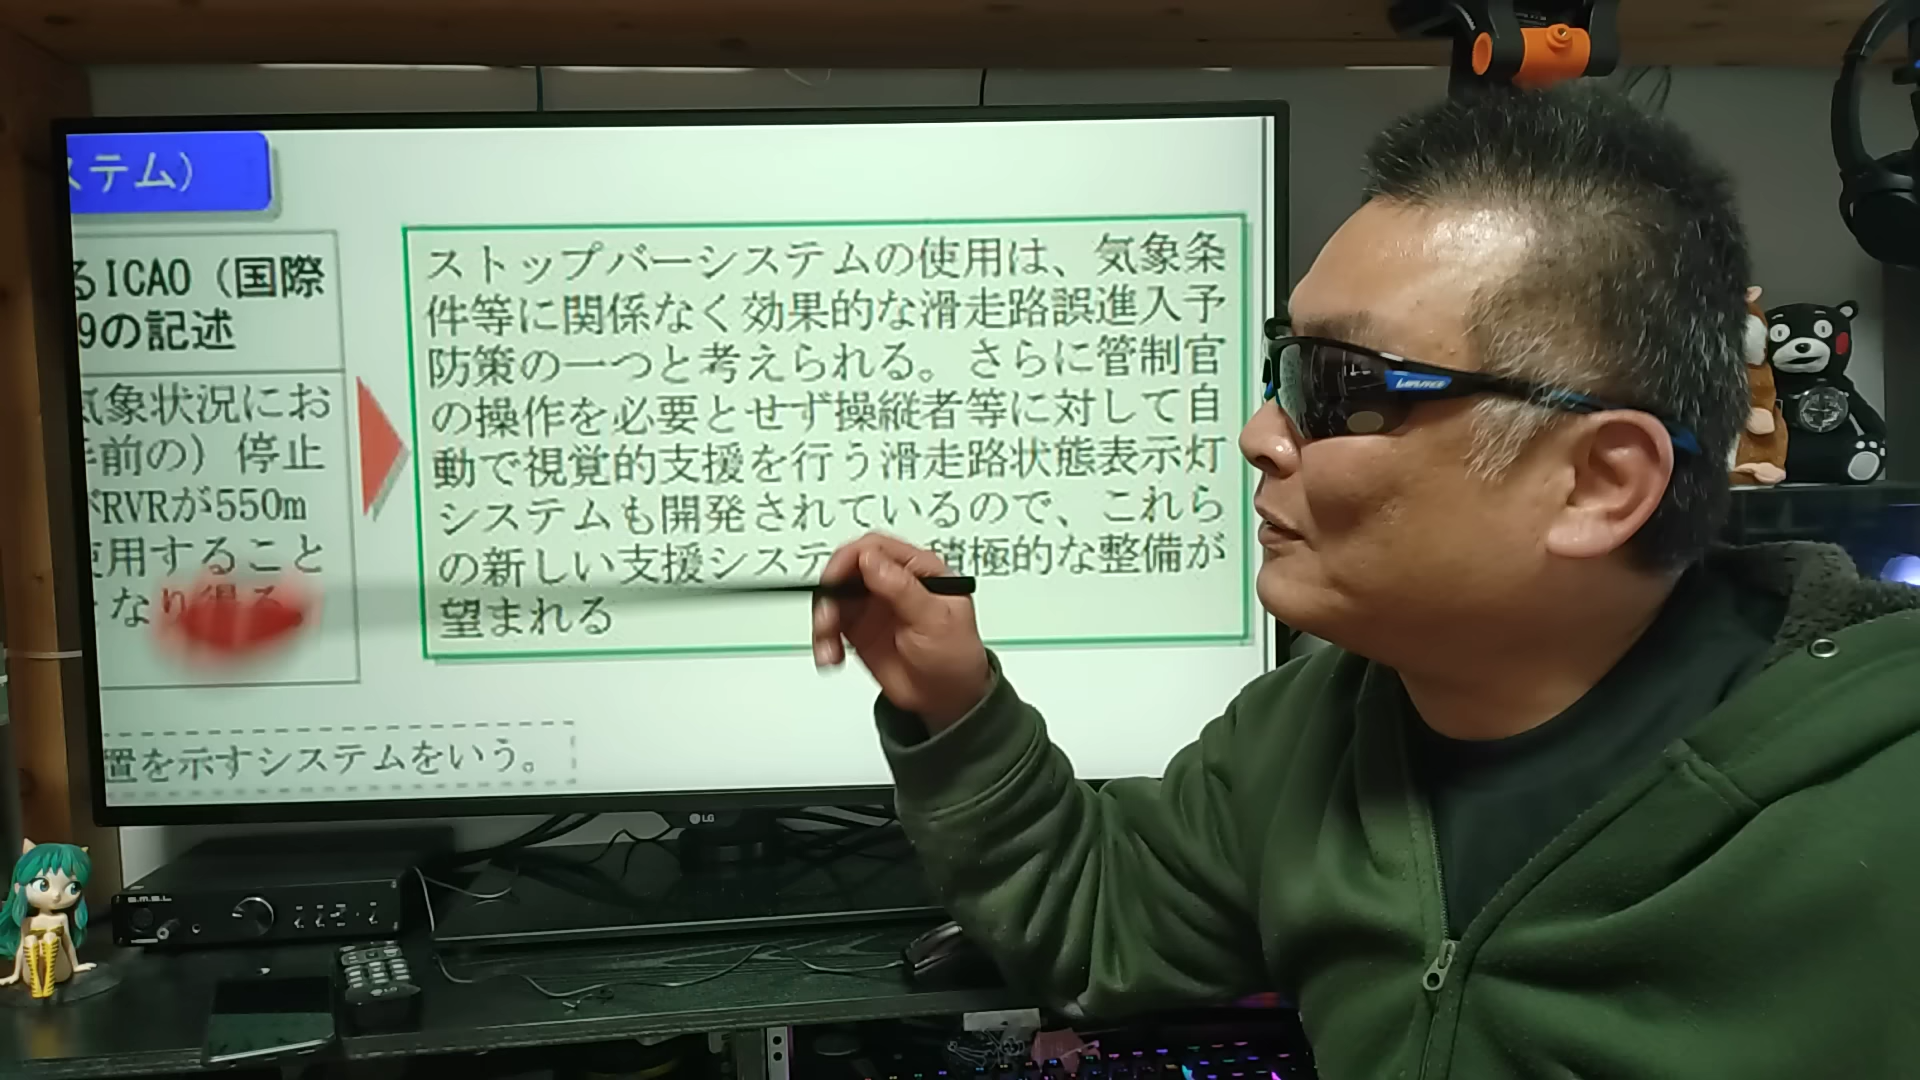 ステム）
るICAO（国際
9の記述
気象状況にお
手前の）停止
がRVRが550m
使用すること
となり得る。
ストップバーシステムの使用は、気象条
件等に関係なく効果的な滑走路誤進入予
防策の一つと考えられる。さらに管制官
の操作を必要とせず操縦者等に対して自
動で視覚的支援を行う滑走路状態表示灯
システムも開発されているので、これら
の新しい支援システ 積極的な整備が
望まれる
置を示すシステムをいう。
LG
S.M.S.L